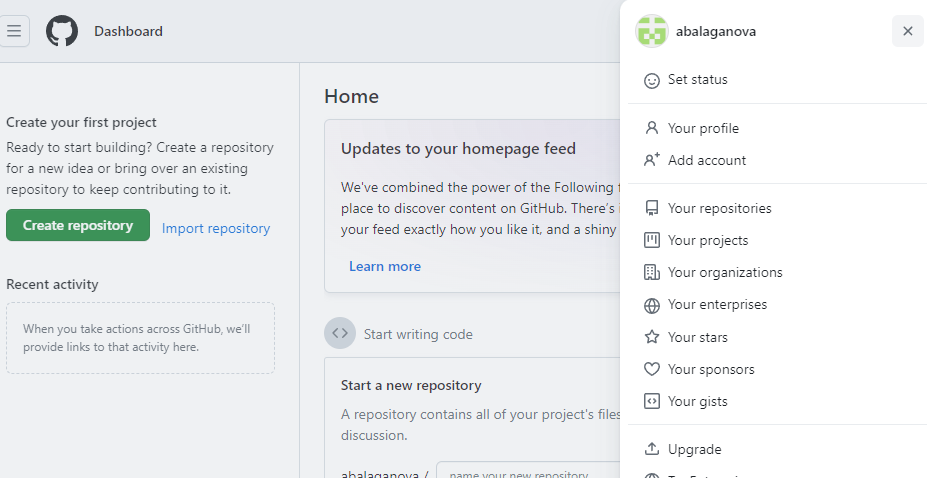 Dashboard
Create your first project
Ready to start building? Create a repository
for a new idea or bring over an existing
repository to keep contributing to it.
Create repository
Import repository
Recent activity
When you take actions across GitHub, we'll
provide links to that activity here.
Home
Updates to your homepage feed
We've combined the power of the Following
place to discover content on GitHub. There's
your feed exactly how you like it, and a shiny
Learn more
Start writing code
Start a new repository
A repository contains all of your project's files
discussion.
abalaganova /
name your new repository
abalaganova
Set status
Your profile
Add account
Your repositories
Your projects
Your organizations
Your enterprises
Your stars
Your sponsors
Your gists
Upgrade